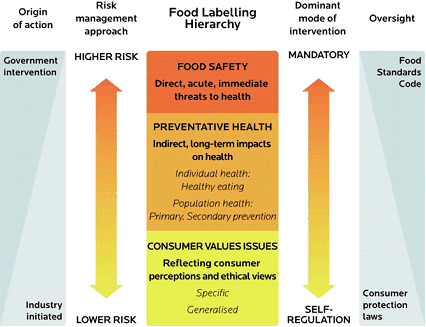 Origin
of action
Risk
management
approach
Food Labelling
Hierarchy
Dominant
mode of
intervention
Oversight
Government
intervention
HIGHER RISK
FOOD SAFETY
Direct, acute, immediate
threats to health
MANDATORY
Food
Standards
Code
PREVENTATIVE HEALTH
Indirect, long-term impacts
on health
Individual health:
Healthy eating
Population health:
Primary, Secondary prevention
CONSUMER VALUES ISSUES
Reflecting consumer
perceptions and ethical views
Specific
Generalised
Industry
initiated
LOWER RISK
SELF-
REGULATION
Consumer
protection
laws